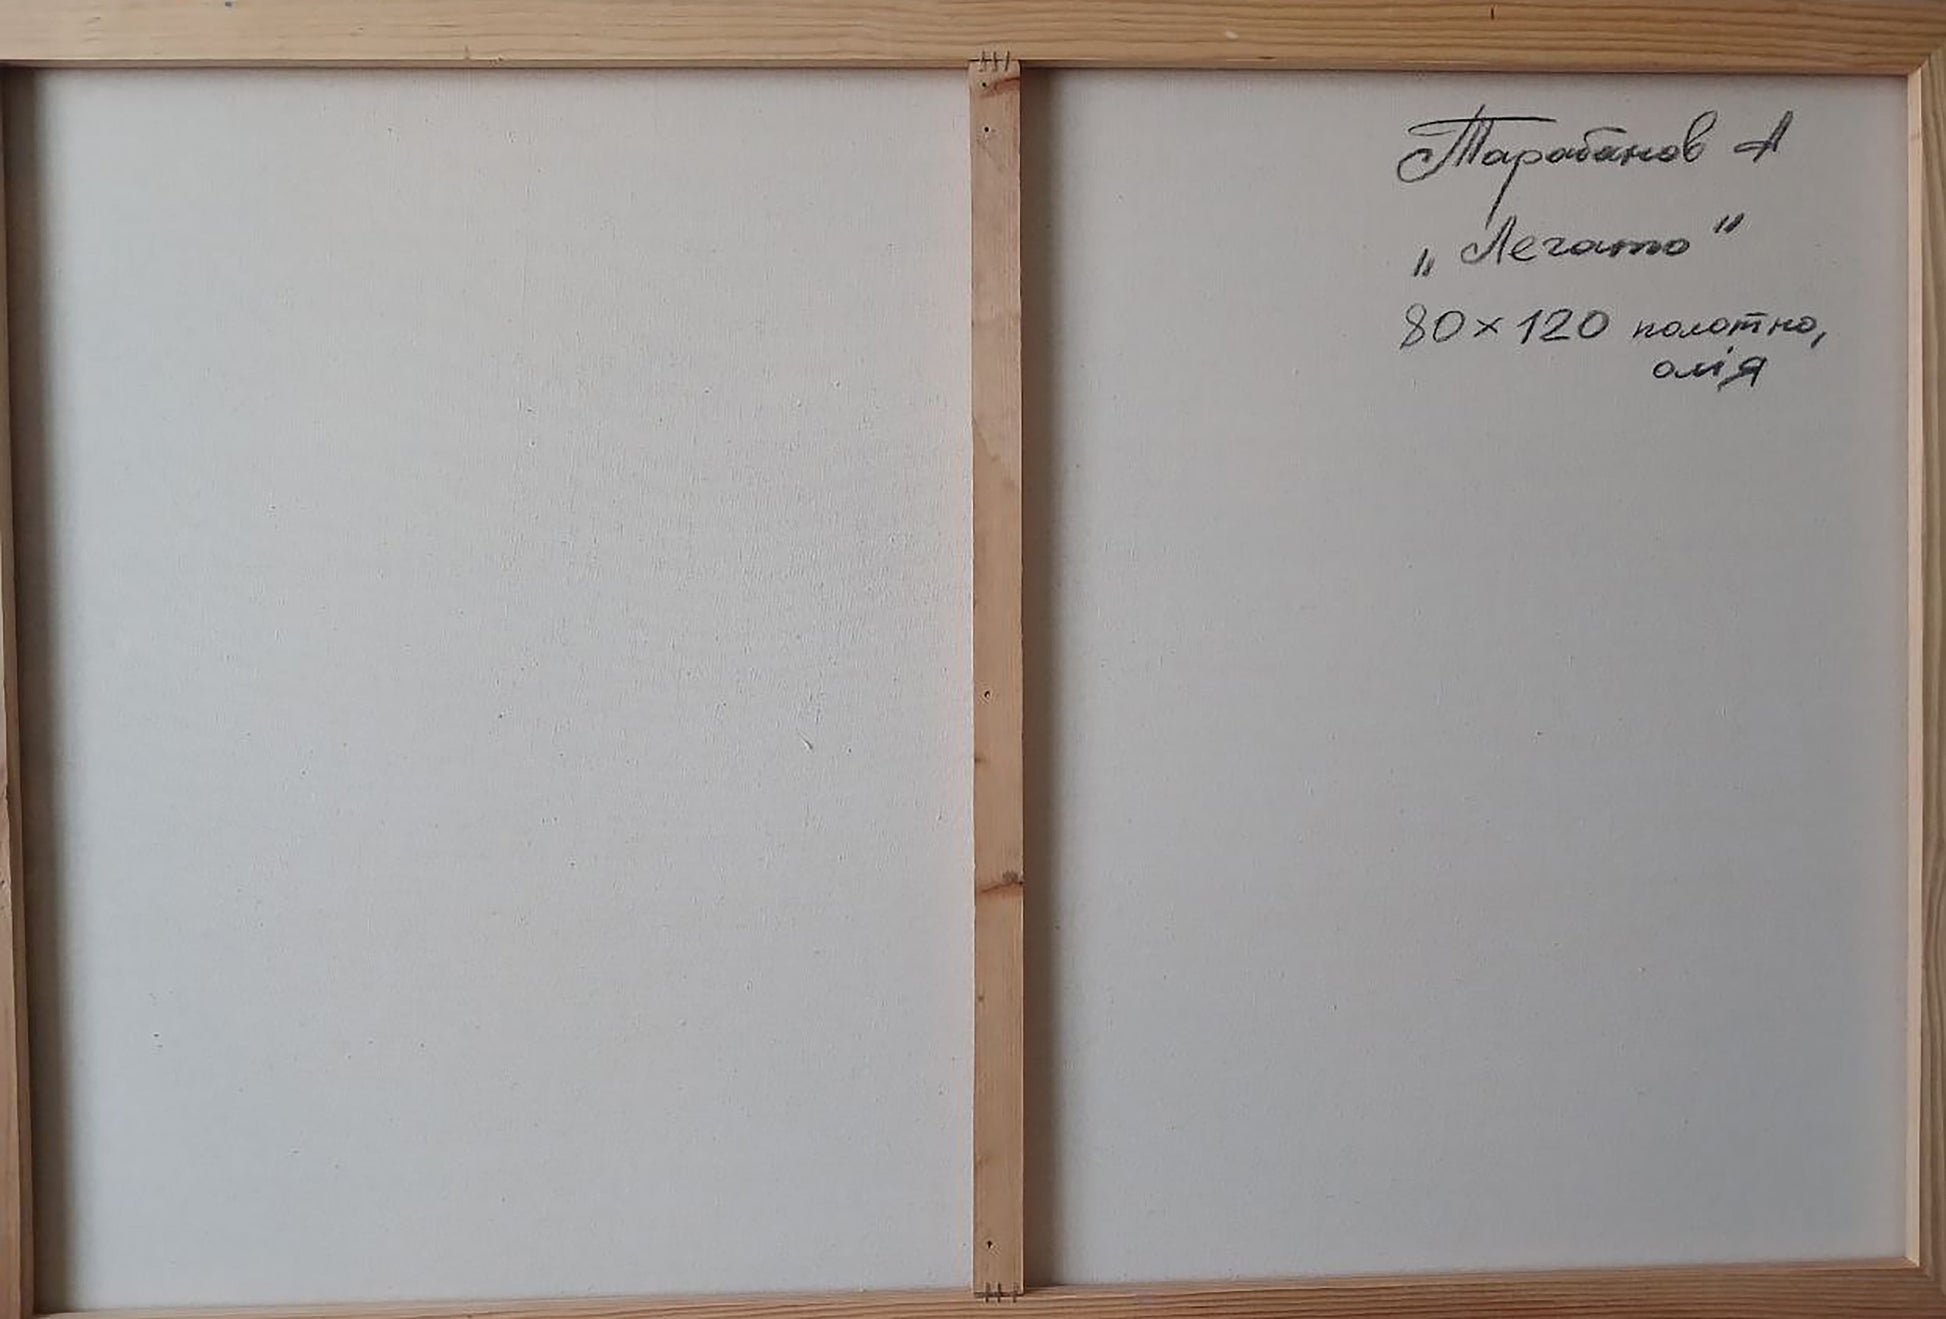 Тарабанов А
„Легато"
80×120 полотно,
олія